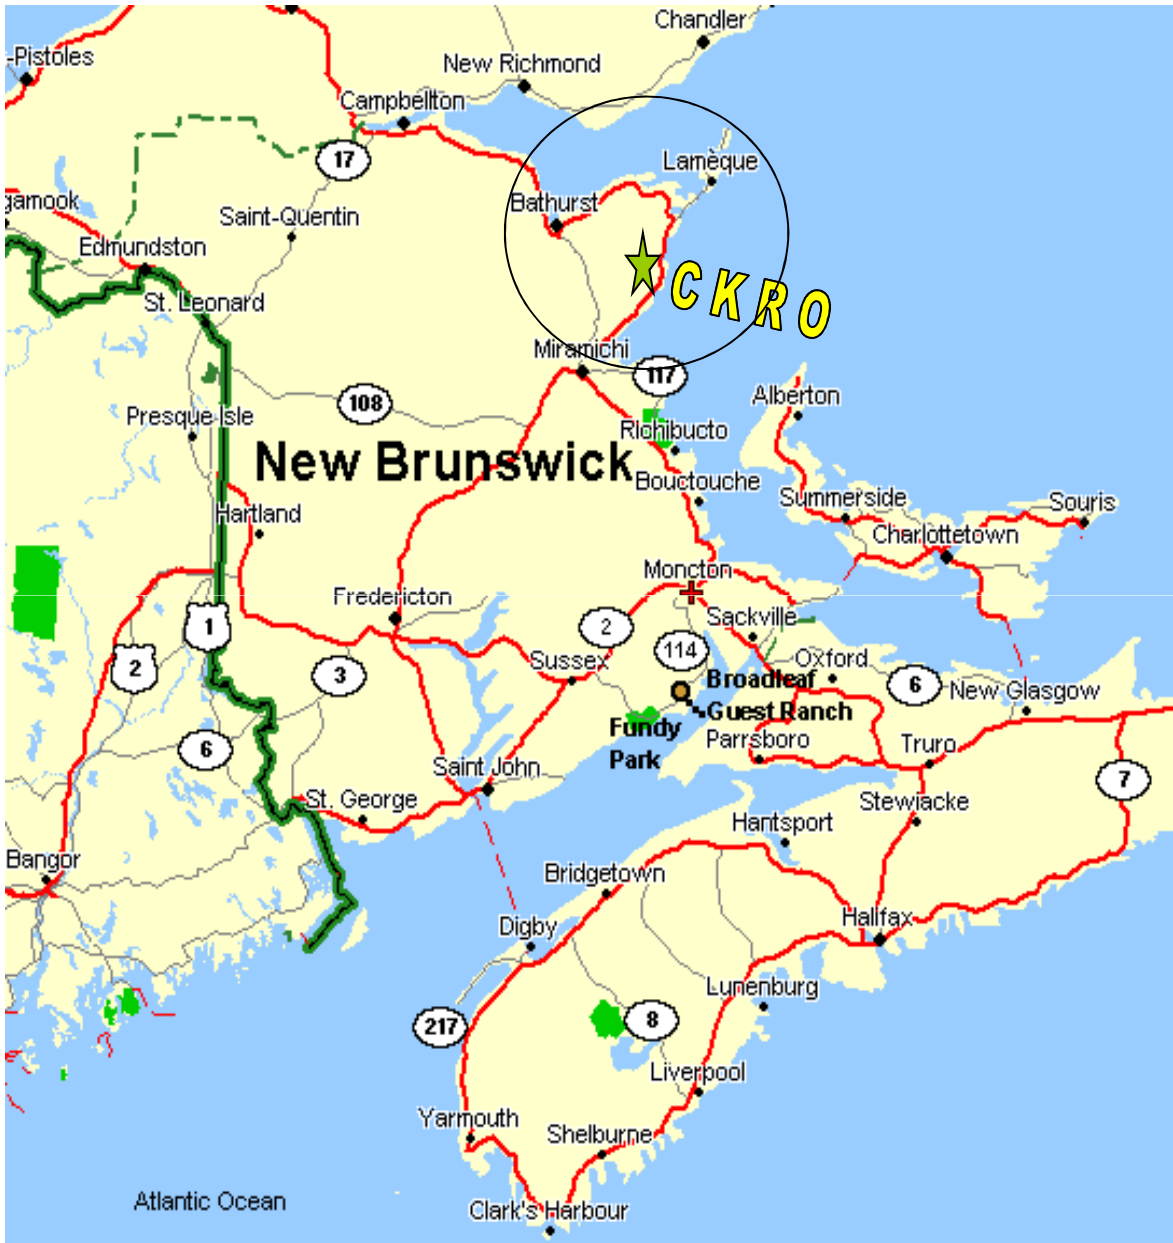 Chandler
-Pistoles
New Richmond
Campbellton
17
Lamèque
gamook
Bathurst
Saint-Quentin
Edmundston
CKRO
St. Leonard
Miramichi
117
Alberton
108
Presque Isle
Richibucto
New Brunswick
Bouctouche
Summerside
Souris
Hartland
Charlottetown
Moncton
Fredericton
Sackville
1
2
114
2
Sussex
Oxford
3
Broadleaf
6
New Glasgow
Guest Ranch
Fundy
Park
6
Parrsboro
Truro
Saint John
7
St. George
Stewiacke
Hantsport
Bangor
Bridgetown
Halifax
Digby
Lunenburg
217
8
Liverpool
Yarmouth
Shelburne
Atlantic Ocean
Clark's Harbour